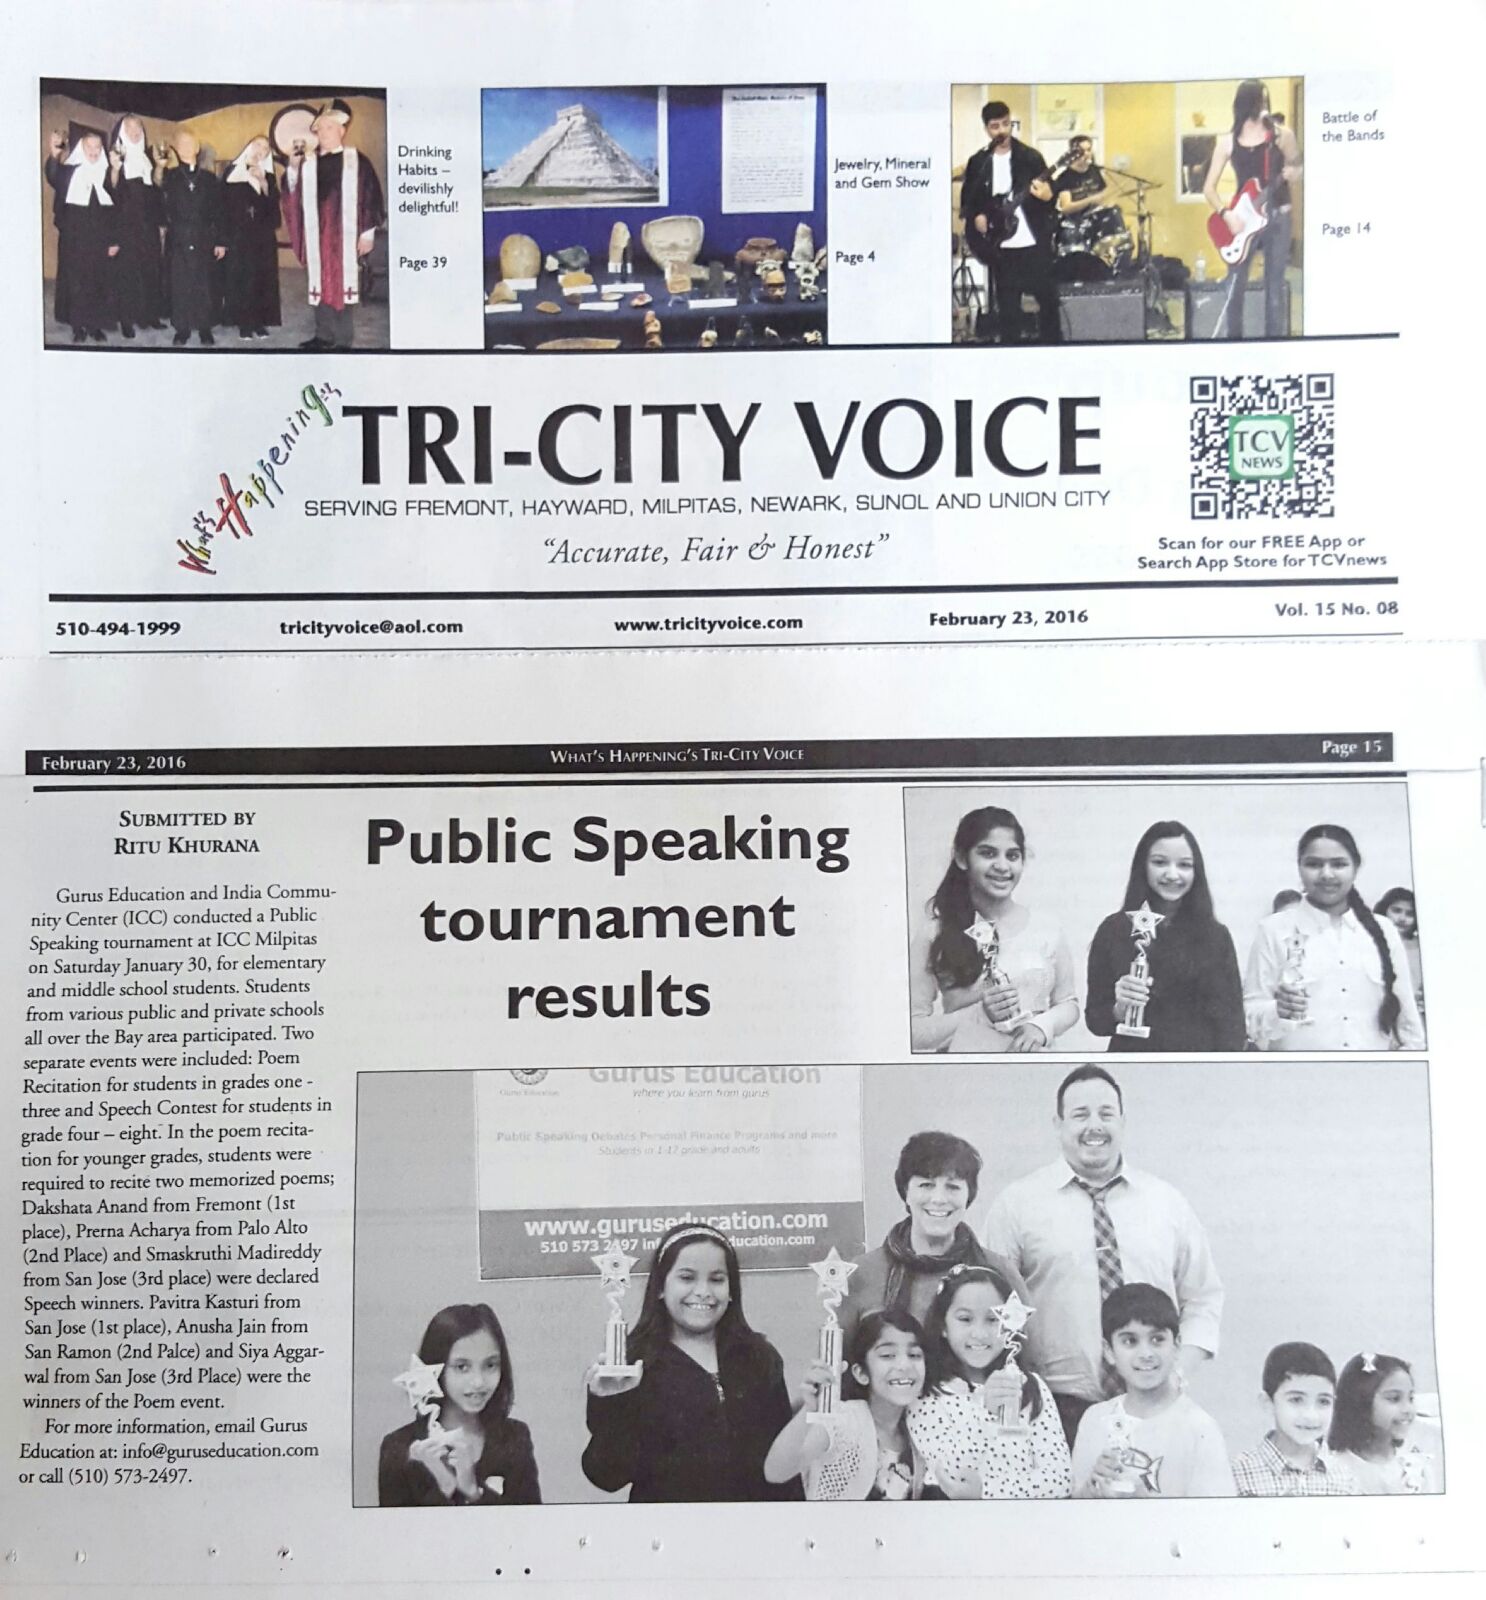 Drinking
Habits –
devilishly
delightful!
Page 39
Jewelry, Mineral
and Gem Show
Page 4
Battle of
the Bands
Page 14
What's Happening's
TRI-CITY VOICE
SERVING FREMONT, HAYWARD, MILPITAS, NEWARK, SUNOL AND UNION CITY
"Accurate, Fair & Honest"
TCV
NEWS
Scan for our FREE App or
Search App Store for TCVnews
510-494-1999 tricityvoice@aol.com www.tricityvoice.com February 23, 2016 Vol. 15 No. 08
February 23, 2016 WHAT'S HAPPENING'S TRI-CITY VOICE Page 15
SUBMITTED BY
RITU KHURANA
Gurus Education and India Commu-
nity Center (ICC) conducted a Public
Speaking tournament at ICC Milpitas
on Saturday January 30, for elementary
and middle school students. Students
from various public and private schools
all over the Bay area participated. Two
separate events were included: Poem
Recitation for students in grades one -
three and Speech Contest for students in
grade four – eight. In the poem recita-
tion for younger grades, students were
required to recite two memorized poems;
Dakshata Anand from Fremont (1st
place), Prerna Acharya from Palo Alto
(2nd Place) and Smaskruthi Madireddy
from San Jose (3rd place) were declared
Speech winners. Pavitra Kasturi from
San Jose (1st place), Anusha Jain from
San Ramon (2nd Palce) and Siya Aggar-
wal from San Jose (3rd Place) were the
winners of the Poem event.
For more information, email Gurus
Education at: info@guruseducation.com
or call (510) 573-2497.
Public Speaking
tournament
results
Gurus Education
Gurus Education
where you learn from gurus
Public Speaking Debates Personal Finance Programs and more
Students in 1-12 grade and adults
www.guruseducation.com
510 573 2497 inf ducation.com